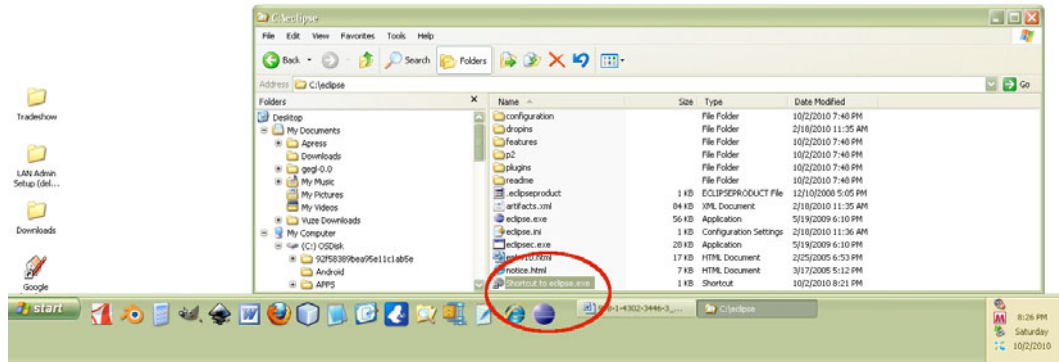 C:\eclipse
File Edit View Favorites Tools Help
Back Search Folders
Address C:\eclipse Go
Folders Name Size Type Date Modified
Desktop
My Documents
Apress
Downloads
gegl-0.0
My Music
My Pictures
My Videos
Vuze Downloads
My Computer
(C:) OSDisk
92f58389bea95e11c1ab5e
Android
APPS
configuration File Folder 10/2/2010 7:48 PM
dropins File Folder 2/18/2010 11:35 AM
features File Folder 10/2/2010 7:48 PM
p2 File Folder 10/2/2010 7:48 PM
plugins File Folder 10/2/2010 7:48 PM
readme File Folder 10/2/2010 7:48 PM
.eclipseproduct 1 KB ECLIPSEPRODUCT File 12/10/2008 5:05 PM
artifacts.xml 84 KB XML Document 2/18/2010 11:35 AM
eclipse.exe 56 KB Application 5/19/2009 6:10 PM
eclipse.ini 1 KB Configuration Settings 2/18/2010 11:36 AM
eclipsec.exe 28 KB Application 5/19/2009 6:10 PM
17 KB HTML Document 2/25/2005 6:53 PM
notice.html 7 KB HTML Document 3/17/2005 5:12 PM
Shortcut to eclipse.exe 1 KB Shortcut 10/2/2010 8:21 PM
Tradeshow
LAN Admin
Setup (del...
Downloads
Google
start
-1-4302-3446-3_...
C:\eclipse
8:26 PM
Saturday
10/2/2010